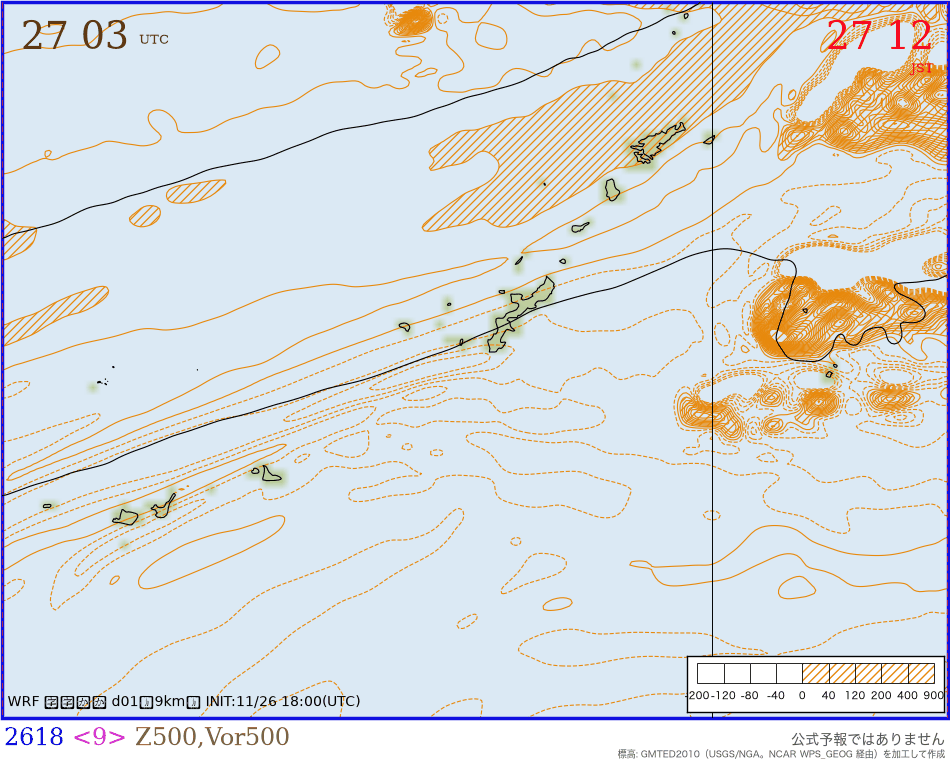 27 03 UTC
27 12
JST
WRF d01 9km INIT:11/26 18:00(UTC)
-200 -120 -80 -40 0 40 120 200 400 900
2618 <9> Z500,Vor500
公式予報ではありません
標高: GMTED2010（USGS/NGA。NCAR WPS_GEOG 経由）を加工して作成